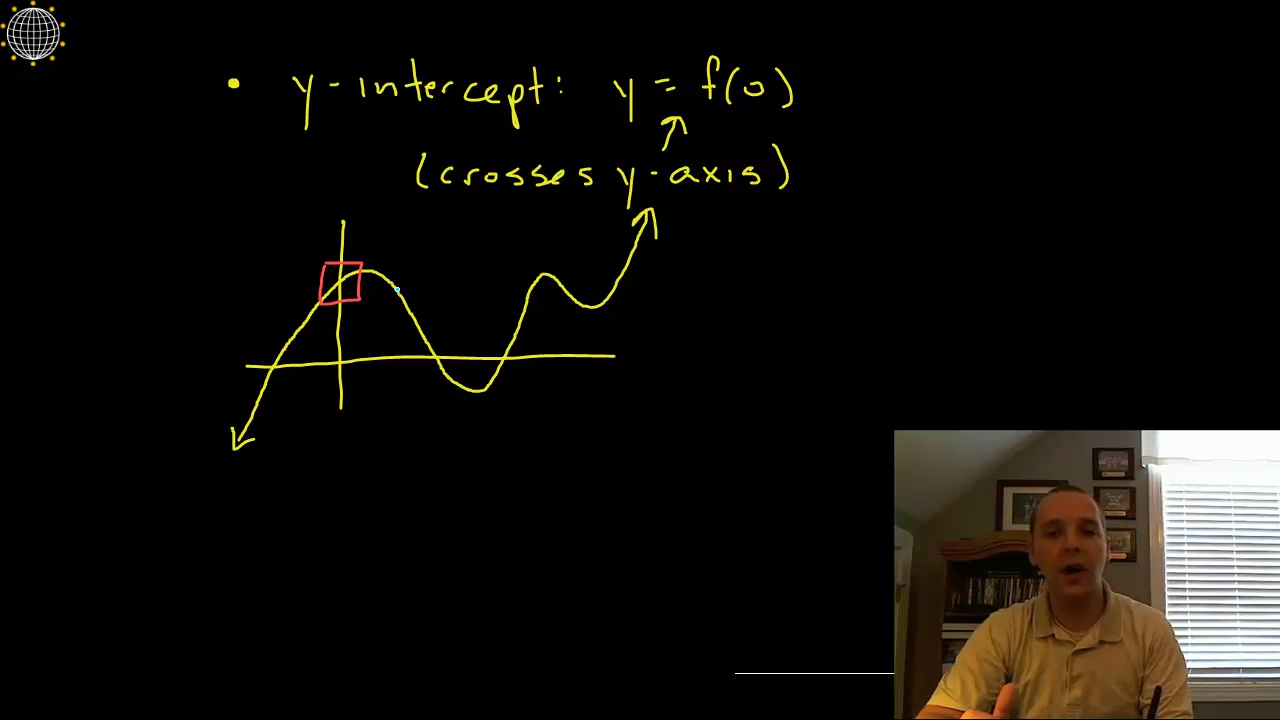 • y-intercept: y = f(0)
(crosses y-axis)